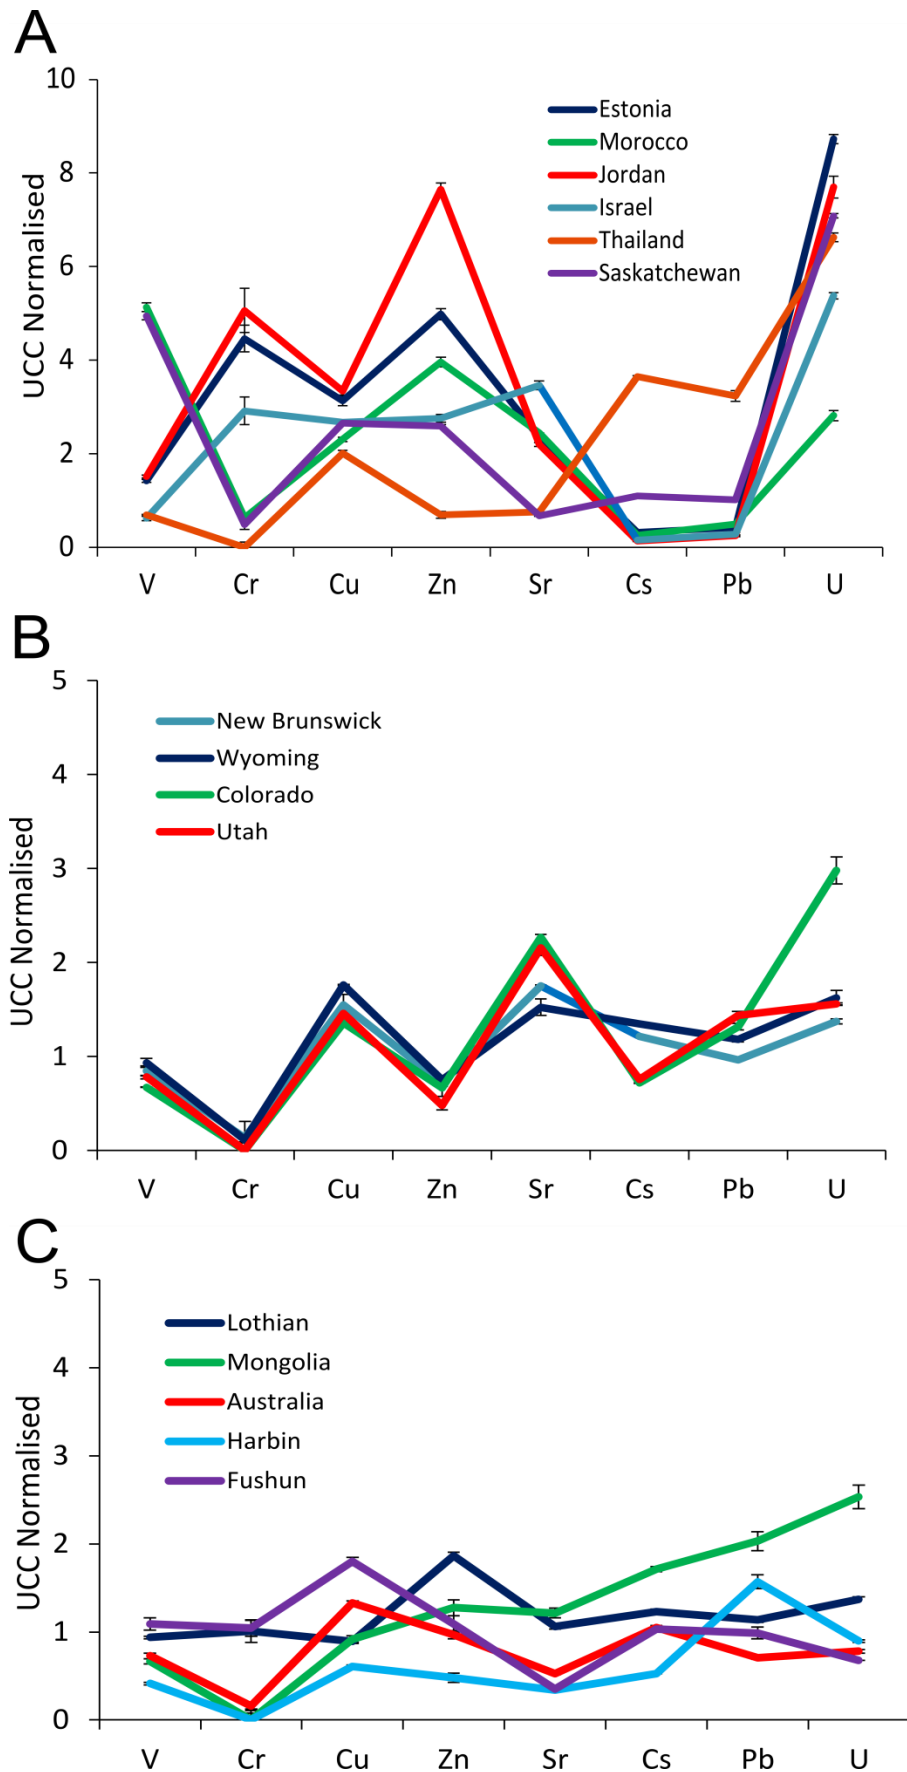 A
10
8
6
4
2
0
UCC Normalised
Estonia
Morocco
Jordan
Israel
Thailand
Saskatchewan
V Cr Cu Zn Sr Cs Pb U
B
5
4
3
2
1
0
UCC Normalised
New Brunswick
Wyoming
Colorado
Utah
V Cr Cu Zn Sr Cs Pb U
C
5
4
3
2
1
0
UCC Normalised
Lothian
Mongolia
Australia
Harbin
Fushun
V Cr Cu Zn Sr Cs Pb U